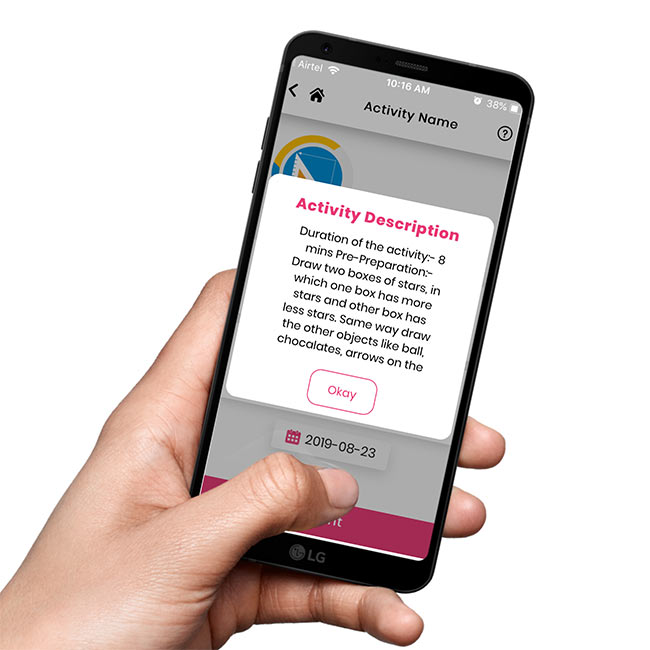 Airtel
10:16 AM
38%
Activity Name
?
Activity Description
Duration of the activity:- 8
mins Pre-Preparation:-
Draw two boxes of stars, in
which one box has more
stars and other box has
less stars. Same way draw
the other objects like ball,
chocalates, arrows on the
Okay
2019-08-23
LG